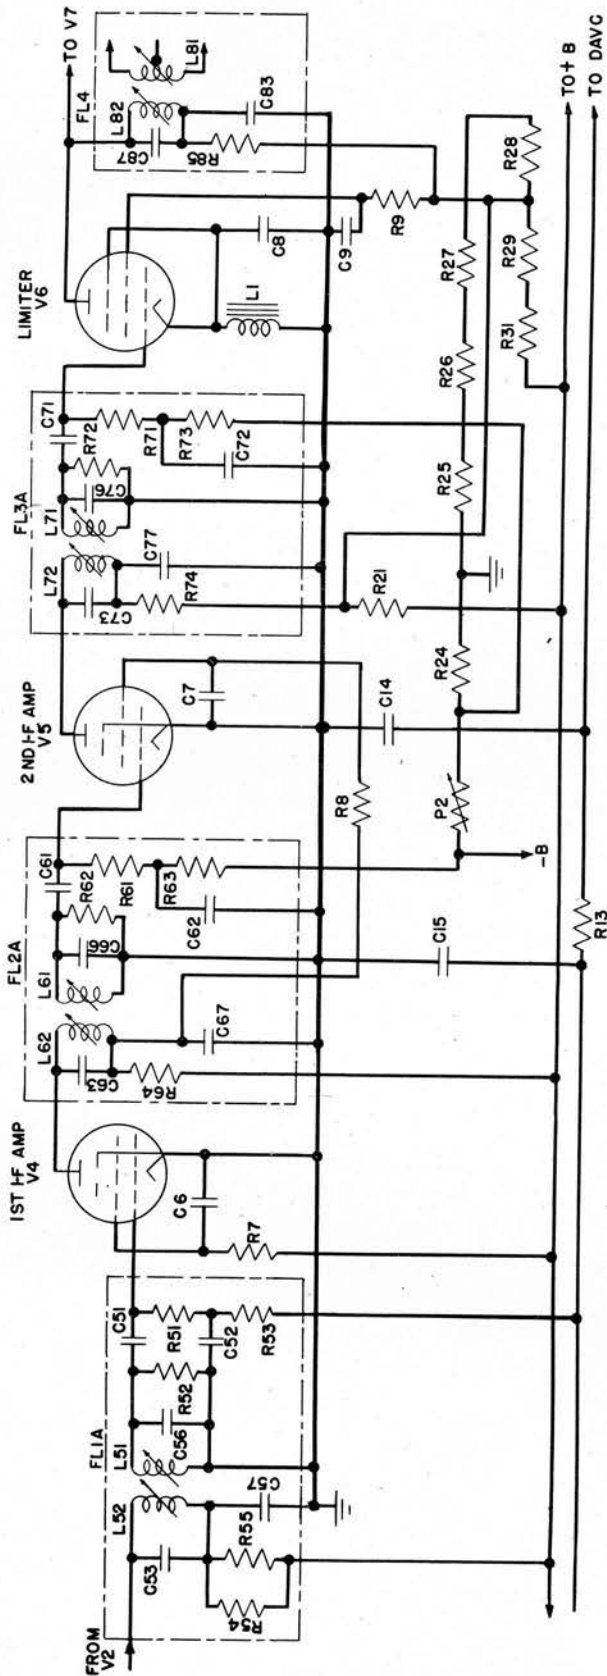 FROM V2
FL1A
L52
L51
C53
R54
R55
C57
C56
R52
C51
R51
C52
R53
1ST I-F AMP
V4
C6
R7
FL2A
L62
L61
C63
R64
C67
C66
R62
C61
R61
R63
C62
2ND I-F AMP
V5
C7
R8
C15
R13
C14
-B
P2
R24
FL3A
L72
L71
C73
R74
C77
C76
R72
C71
R71
R73
C72
R21
R25
R26
R27
LIMITER
V6
L1
C8
C9
R9
R31
R29
R28
TO V7
FL4
L82
L81
C87
R85
C83
TO + B
TO DAVC